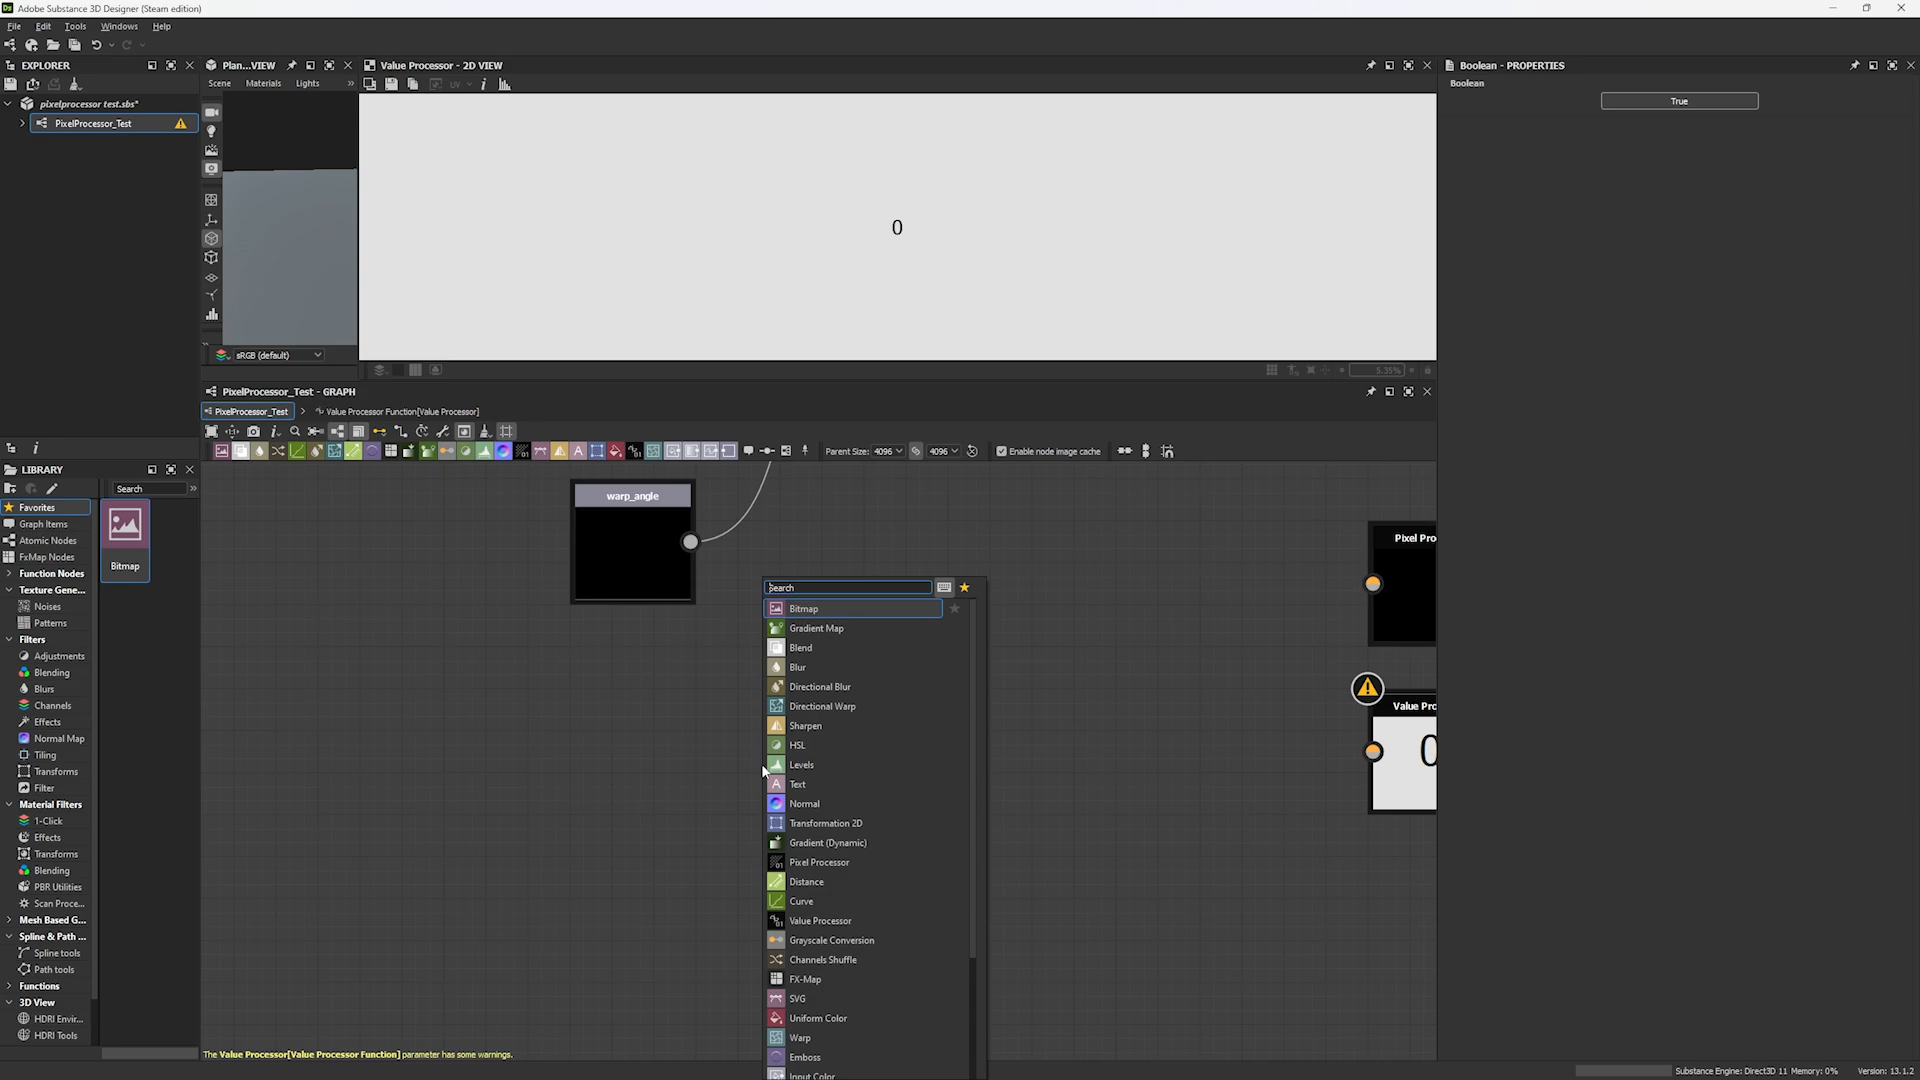 Adobe Substance 3D Designer (Steam edition)
File Edit Tools Windows Help
EXPLORER
Plan...VIEW
Value Processor - 2D VIEW
Boolean - PROPERTIES
Scene Materials Lights »
UV
Boolean
True
pixelprocessor test.sbs*
PixelProcessor_Test
0
sRGB (default)
5.35%
PixelProcessor_Test - GRAPH
PixelProcessor_Test > Value Processor Function[Value Processor]
Parent Size: 4096 4096 Enable node image cache
LIBRARY
Search »
Favorites
Graph Items
Atomic Nodes
FxMap Nodes
Function Nodes
Texture Gene...
Noises
Patterns
Filters
Adjustments
Blending
Blurs
Channels
Effects
Normal Map
Tiling
Transforms
Filter
Material Filters
1-Click
Effects
Transforms
Blending
PBR Utilities
Scan Proce...
Mesh Based G...
Spline & Path ...
Spline tools
Path tools
Functions
3D View
HDRI Envir...
HDRI Tools
Bitmap
warp_angle
Search
Bitmap
Gradient Map
Blend
Blur
Directional Blur
Directional Warp
Sharpen
HSL
Levels
Text
Normal
Transformation 2D
Gradient (Dynamic)
Pixel Processor
Distance
Curve
Value Processor
Grayscale Conversion
Channels Shuffle
FX-Map
SVG
Uniform Color
Warp
Emboss
Input Color
Pixel Pro
Value Pro
0
The Value Processor[Value Processor Function] parameter has some warnings.
Substance Engine: Direct3D 11 Memory: 0% Version: 13.1.2